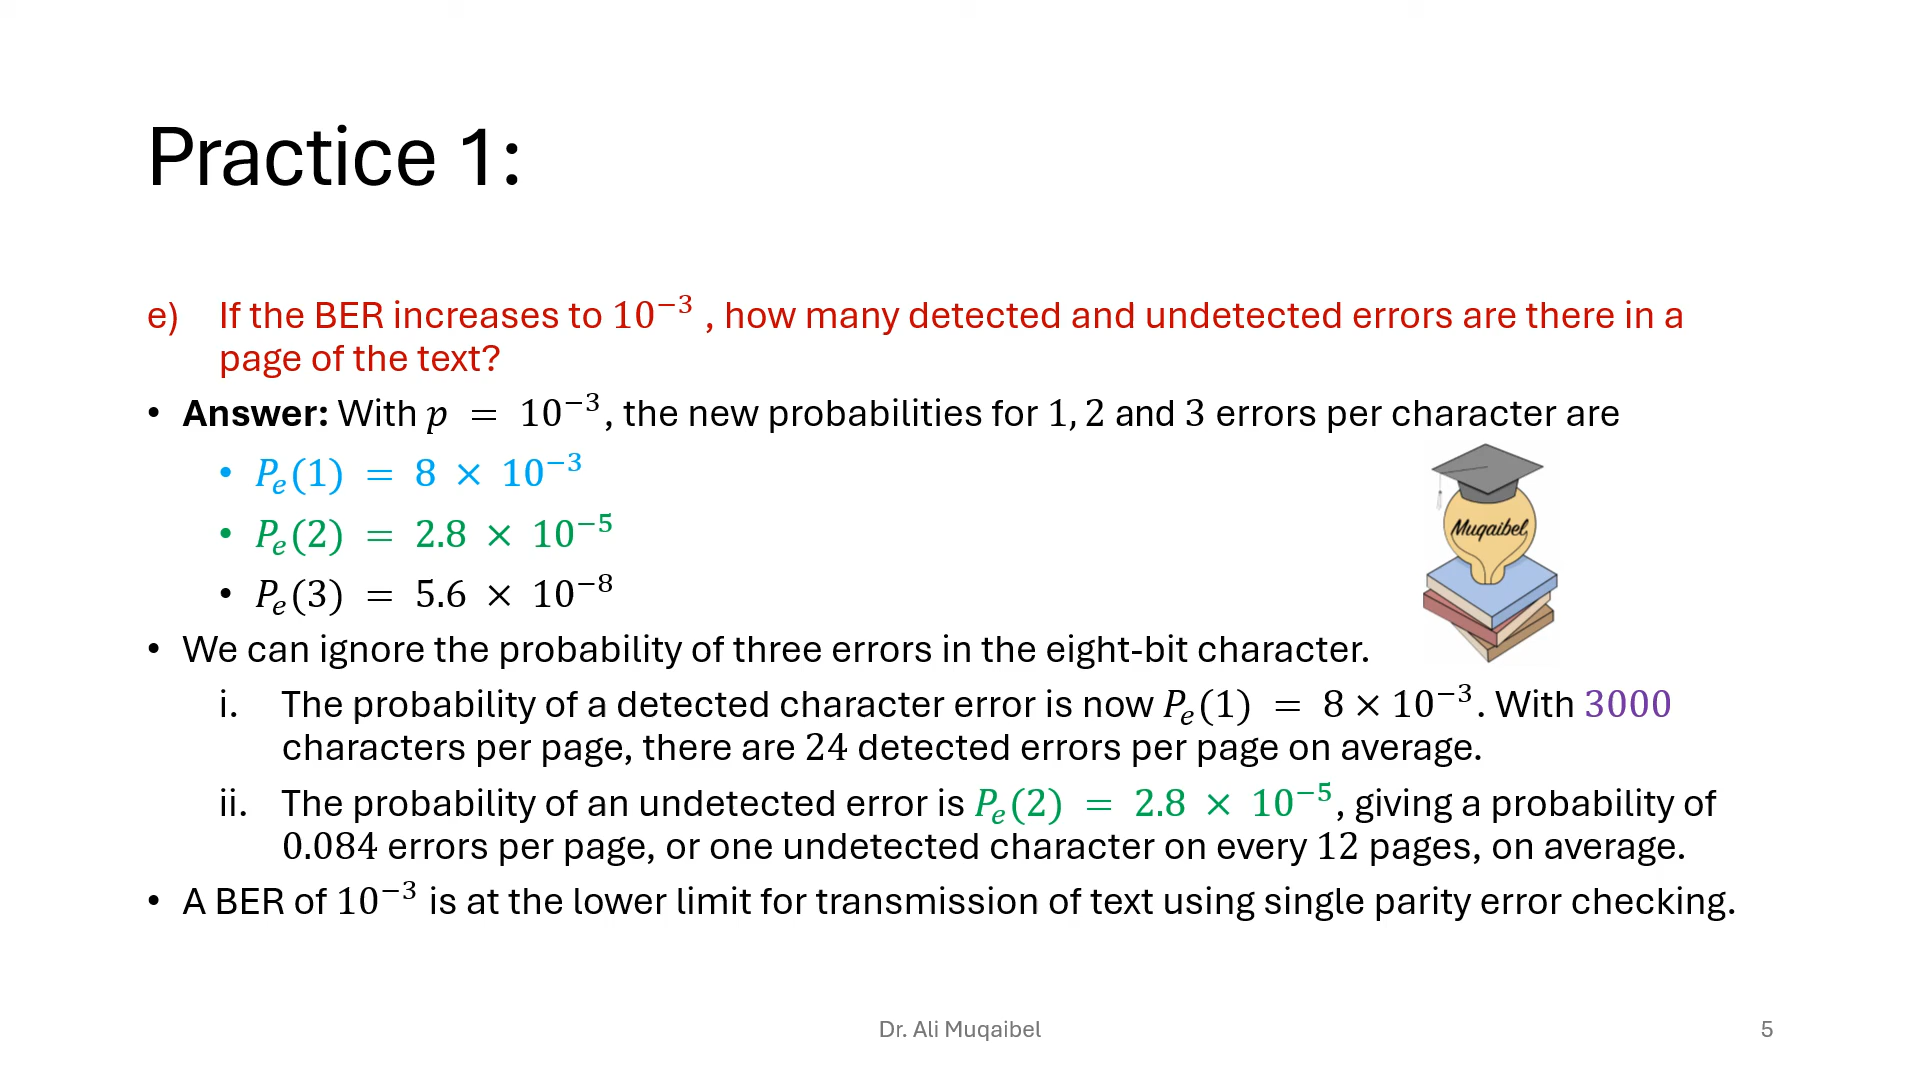 Practice 1:
e) If the BER increases to 10⁻³ , how many detected and undetected errors are there in a
page of the text?
• Answer: With p = 10⁻³, the new probabilities for 1, 2 and 3 errors per character are
• Pₑ(1) = 8 × 10⁻³
• Pₑ(2) = 2.8 × 10⁻⁵
• Pₑ(3) = 5.6 × 10⁻⁸
Muqaibel
• We can ignore the probability of three errors in the eight-bit character.
i. The probability of a detected character error is now Pₑ(1) = 8 × 10⁻³. With 3000
characters per page, there are 24 detected errors per page on average.
ii. The probability of an undetected error is Pₑ(2) = 2.8 × 10⁻⁵, giving a probability of
0.084 errors per page, or one undetected character on every 12 pages, on average.
• A BER of 10⁻³ is at the lower limit for transmission of text using single parity error checking.
Dr. Ali Muqaibel
5